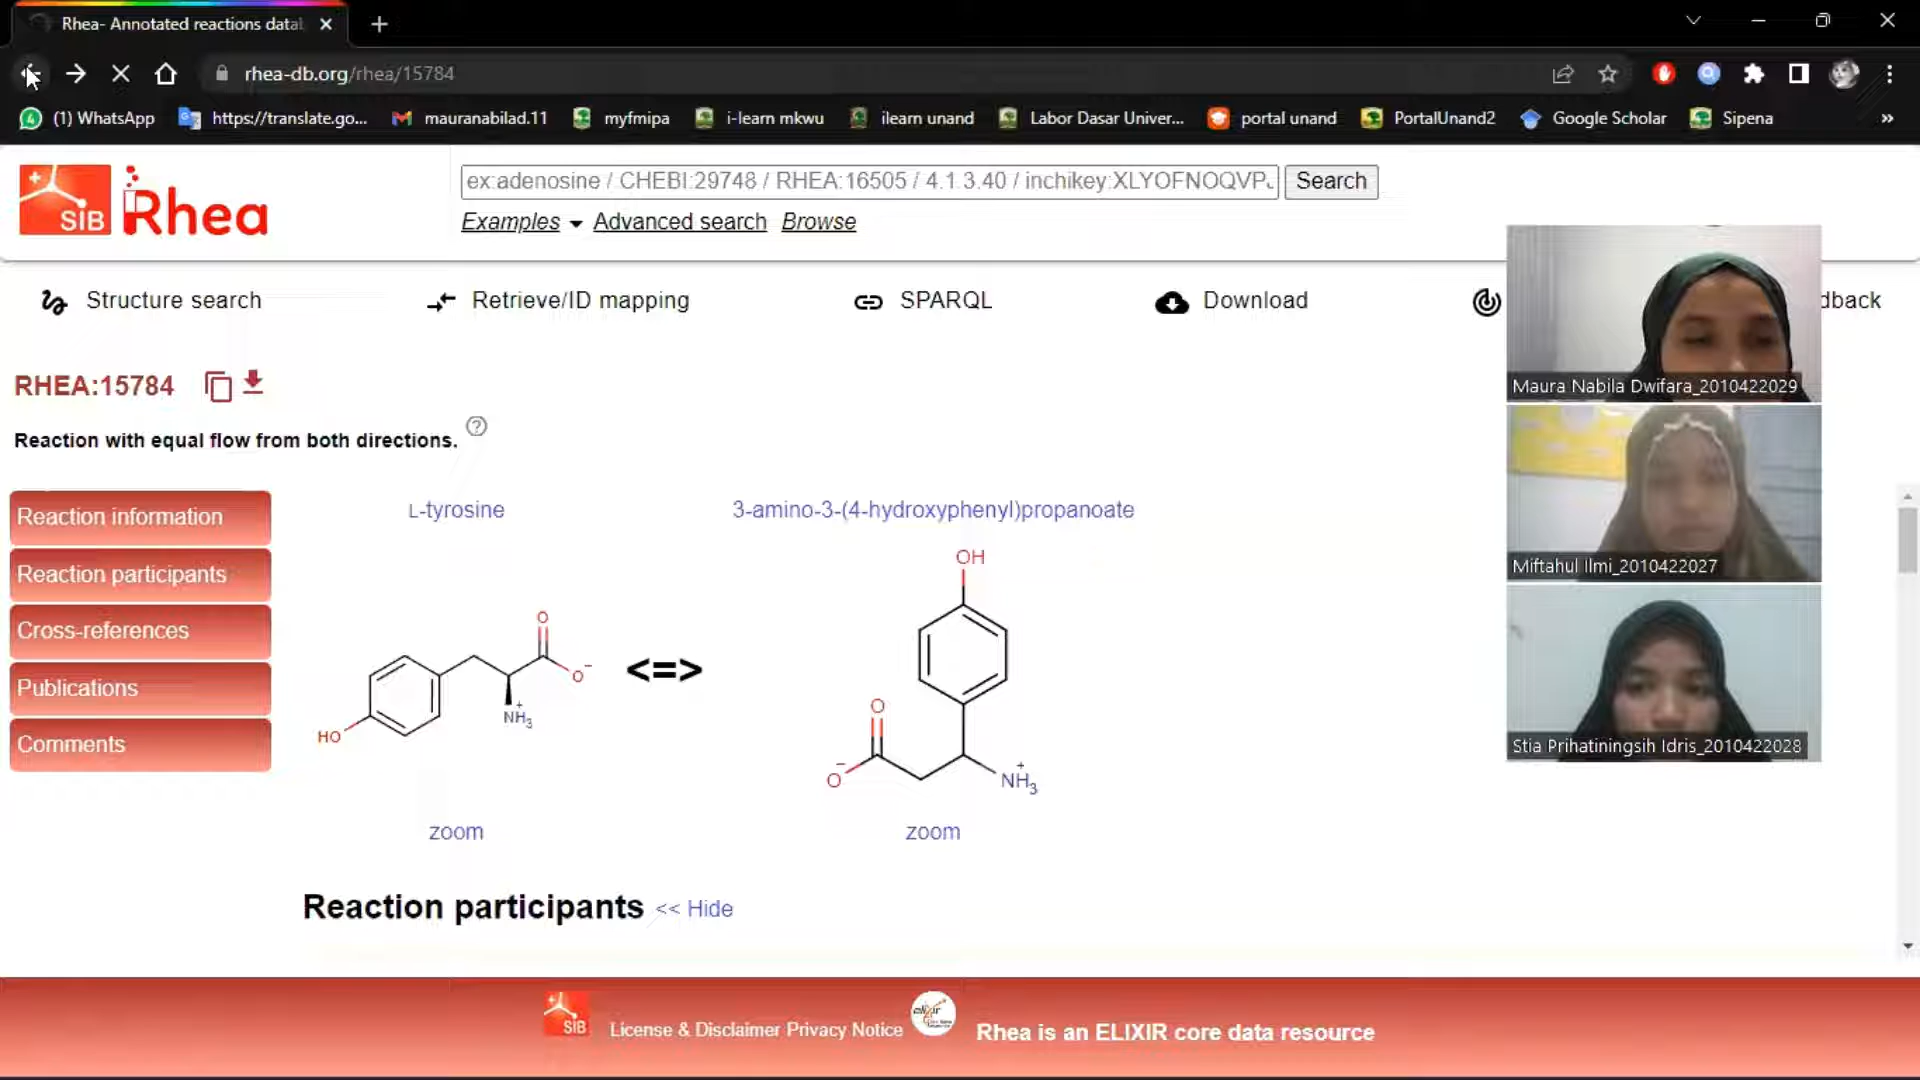 Rhea- Annotated reactions datal
rhea-db.org/rhea/15784
(1) WhatsApp
https://translate.go...
mauranabilad.11
myfmipa
i-learn mkwu
ilearn unand
Labor Dasar Univer...
portal unand
PortalUnand2
Google Scholar
Sipena
»
SIB
Rhea
ex:adenosine / CHEBI:29748 / RHEA:16505 / 4.1.3.40 / inchikey:XLYOFNOQVP
Search
Examples
Advanced search
Browse
Structure search
Retrieve/ID mapping
SPARQL
Download
dback
RHEA:15784
Reaction with equal flow from both directions.
?
Reaction information
Reaction participants
Cross-references
Publications
Comments
L-tyrosine
3-amino-3-(4-hydroxyphenyl)propanoate
HO
O
O-
NH3+
<=>
OH
O
O-
NH3+
zoom
zoom
Reaction participants << Hide
Maura Nabila Dwifara_2010422029
Miftahul Ilmi_2010422027
Stia Prihatiningsih Idris_2010422028
SIB
License & Disclaimer Privacy Notice
elixir
Rhea is an ELIXIR core data resource